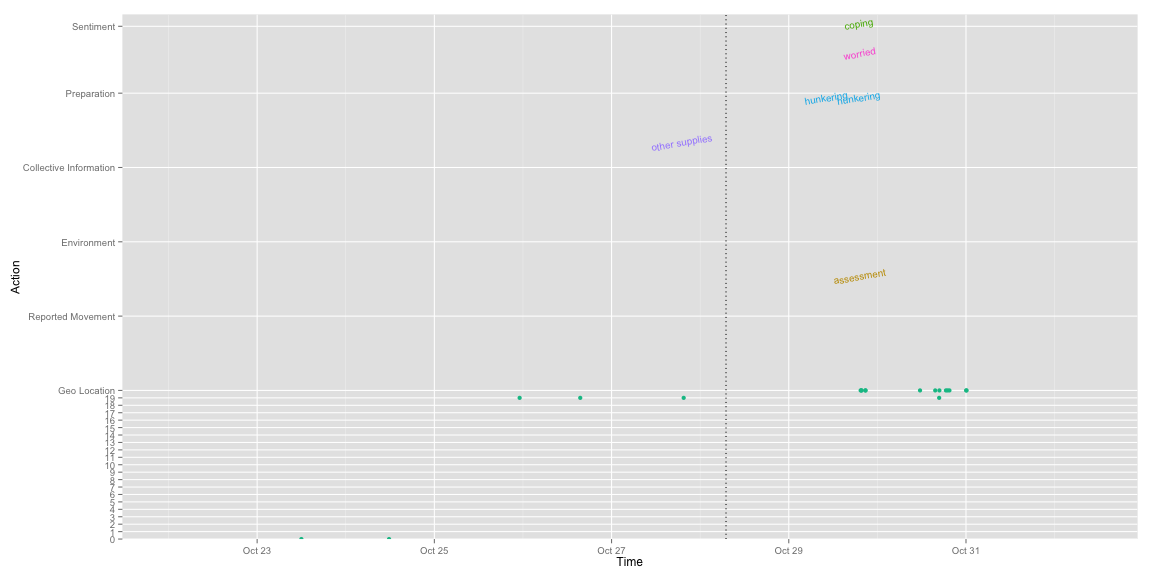 Sentiment
coping
worried
Preparation
hunkering
hunkering
other supplies
Collective Information
Environment
assessment
Reported Movement
Geo Location
19
18
17
16
15
14
13
12
11
10
9
8
7
6
5
4
3
2
1
0
Action
Oct 23
Oct 25
Oct 27
Oct 29
Oct 31
Time